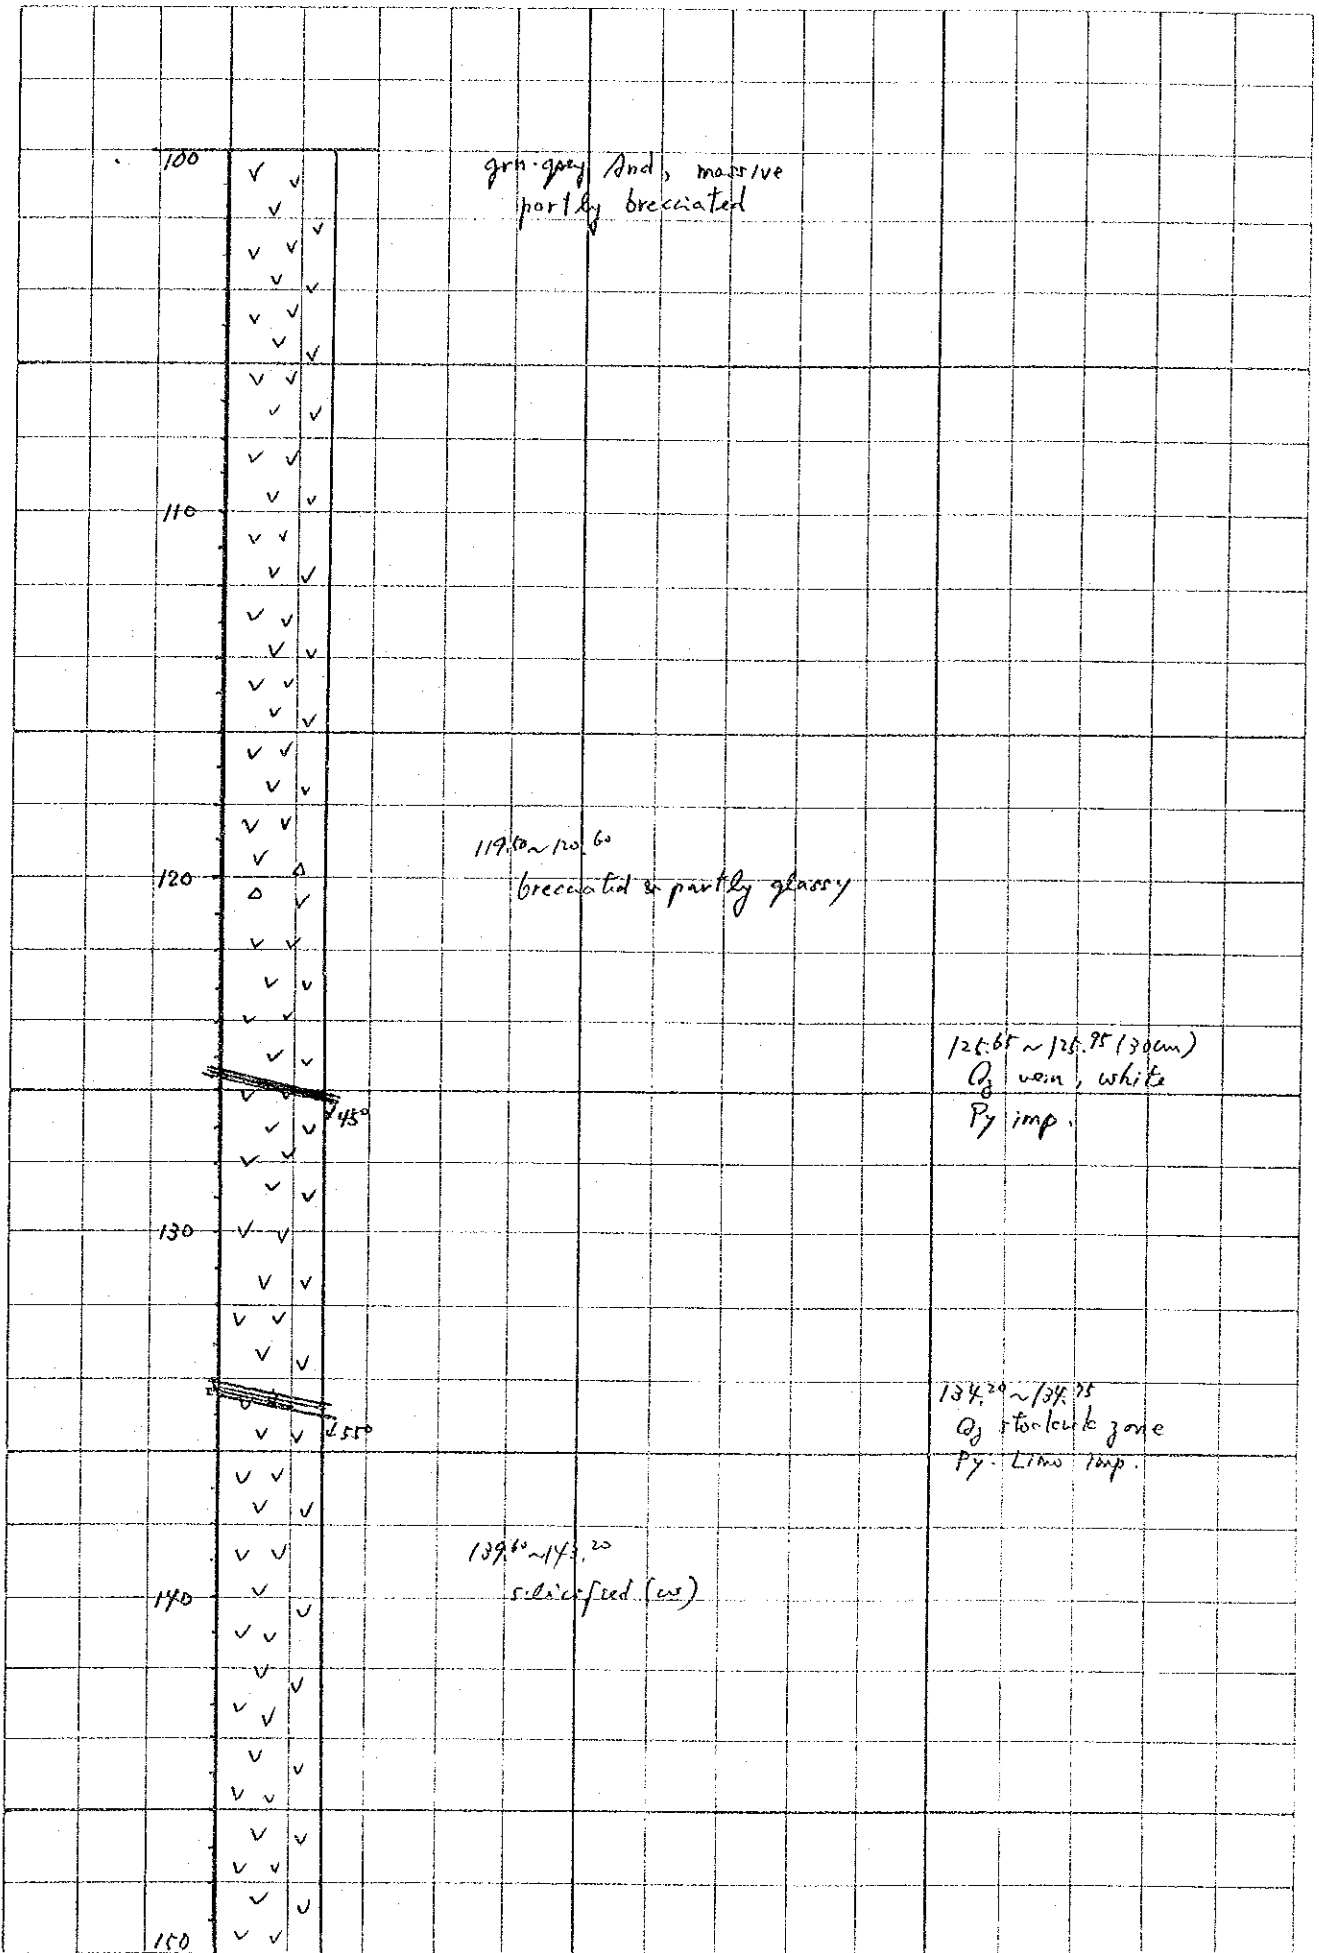 100
grn-grey And, massive
partly brecciated
110
119.50~120.60
120
brecciated & partly glassy
125.65~125.95 (30cm)
Qz vein, white
45°
Py imp.
130
134.20~134.75
Qz stockwork zone
55°
Py-Limo imp.
139.60~143.20
140
silicified (w)
150